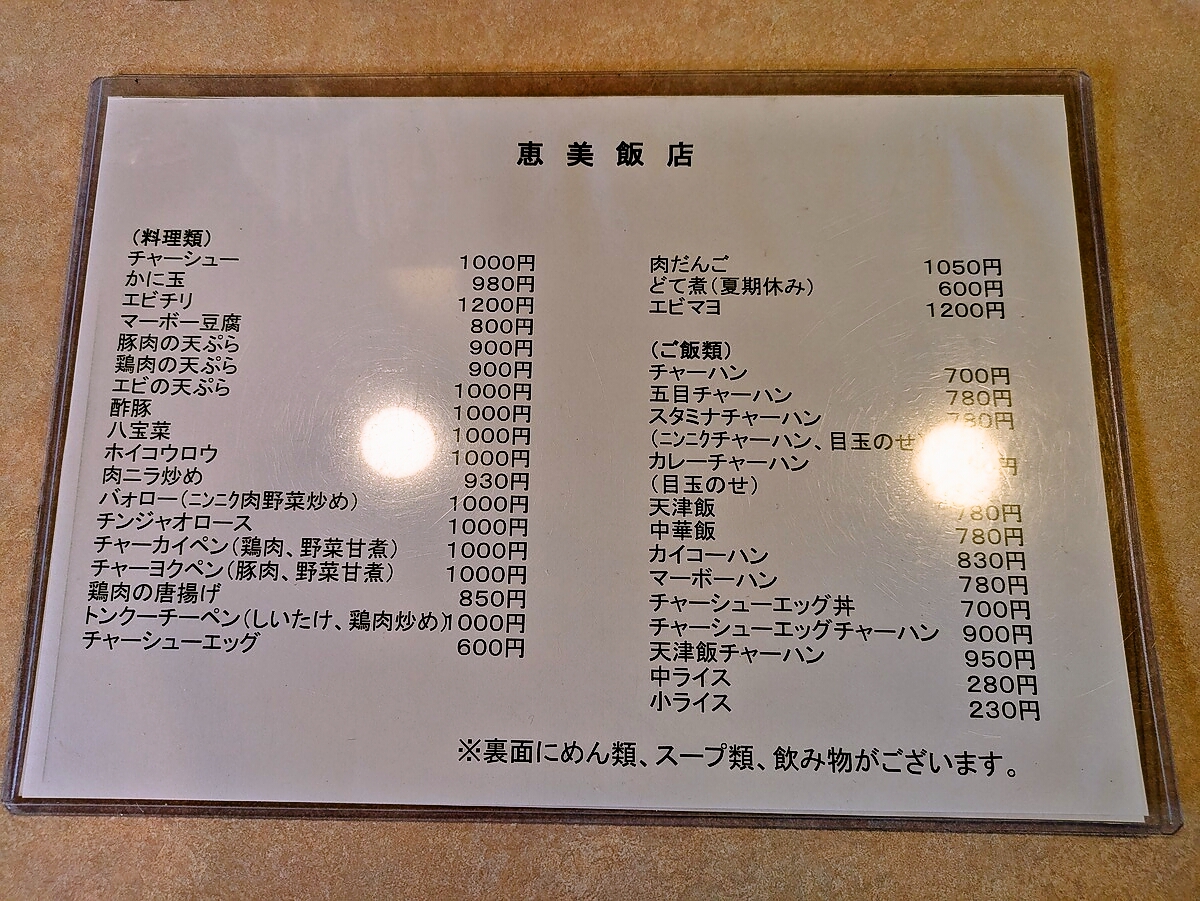 恵美飯店
（料理類）
チャーシュー 1000円
かに玉 980円
エビチリ 1200円
マーボー豆腐 800円
豚肉の天ぷら 900円
鶏肉の天ぷら 900円
エビの天ぷら 1000円
酢豚 1000円
八宝菜 1000円
ホイコウロウ 1000円
肉ニラ炒め 930円
バォロー（ﾆﾝﾆｸ肉野菜炒め） 1000円
チンジャオロース 1000円
チャーカイペン（鶏肉、野菜甘煮） 1000円
チャーヨクペン（豚肉、野菜甘煮） 1000円
鶏肉の唐揚げ 850円
トンクーチーペン（しいたけ、鶏肉炒め）1000円
チャーシューエッグ 600円
肉だんご 1050円
どて煮（夏期休み） 600円
エビマヨ 1200円
（ご飯類）
チャーハン 700円
五目チャーハン 780円
スタミナチャーハン 780円
（ﾆﾝﾆｸチャーハン、目玉のせ
カレーチャーハン 円
（目玉のせ）
天津飯 780円
中華飯 780円
カイコーハン 830円
マーボーハン 780円
チャーシューエッグ丼 700円
チャーシューエッグチャーハン 900円
天津飯チャーハン 950円
中ライス 280円
小ライス 230円
※裏面にめん類、スープ類、飲み物がございます。